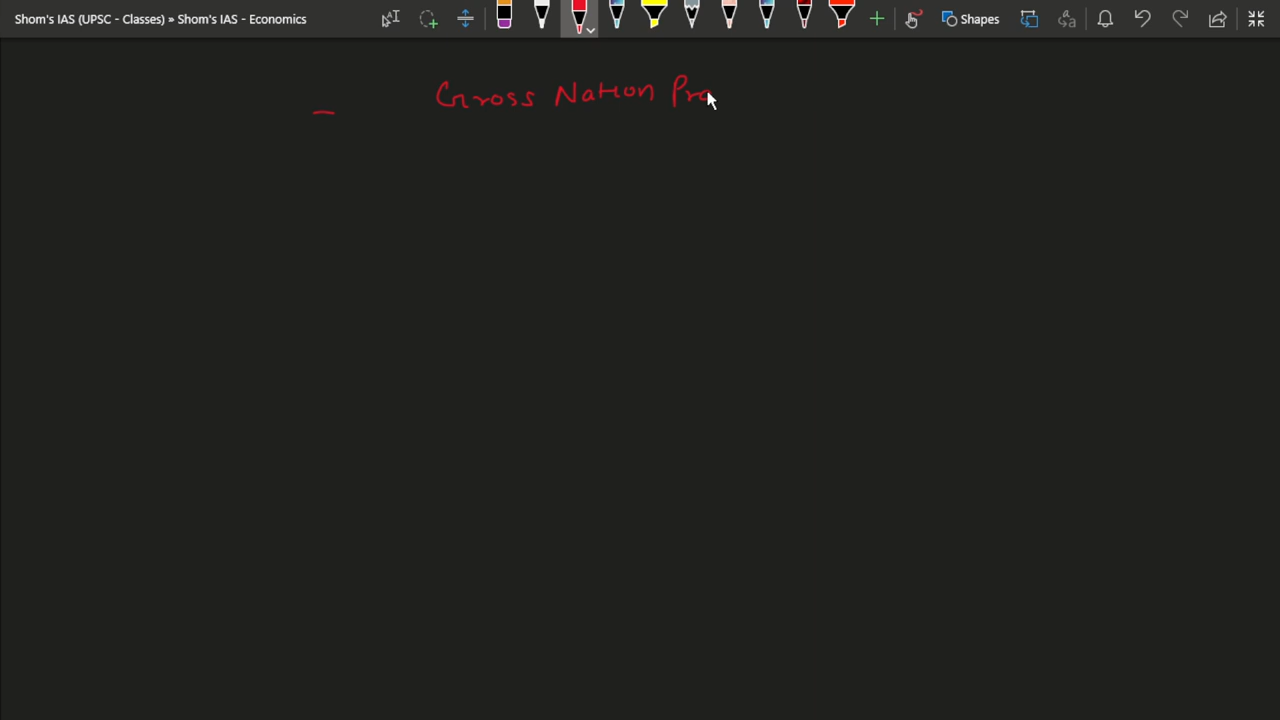 Shom's IAS (UPSC - Classes) » Shom's IAS - Economics
Shapes
Gross Nation Pro